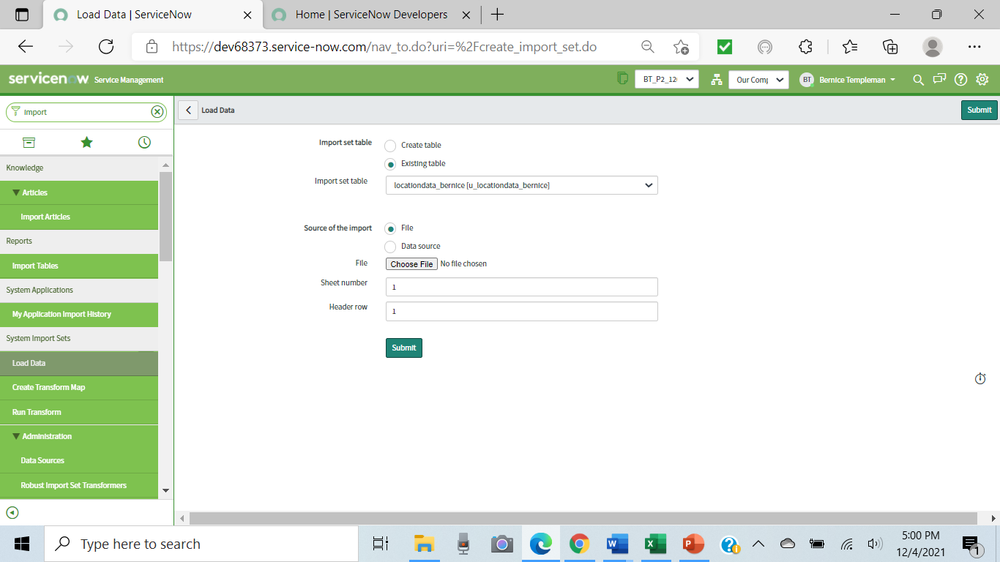 Load Data | ServiceNow
Home | ServiceNow Developers
https://dev68373.service-now.com/nav_to.do?uri=%2Fcreate_import_set.do
servicenow Service Management
BT_P2_12
Our Comp
BT
Bernice Templeman
Import
Load Data
Submit
Knowledge
Articles
Import Articles
Reports
Import Tables
System Applications
My Application Import History
System Import Sets
Load Data
Create Transform Map
Run Transform
Administration
Data Sources
Robust Import Set Transformers
Import set table
Create table
Existing table
Import set table
locationdata_bernice [u_locationdata_bernice]
Source of the import
File
Data source
File
Choose File No file chosen
Sheet number
1
Header row
1
Submit
Type here to search
5:00 PM
12/4/2021
1